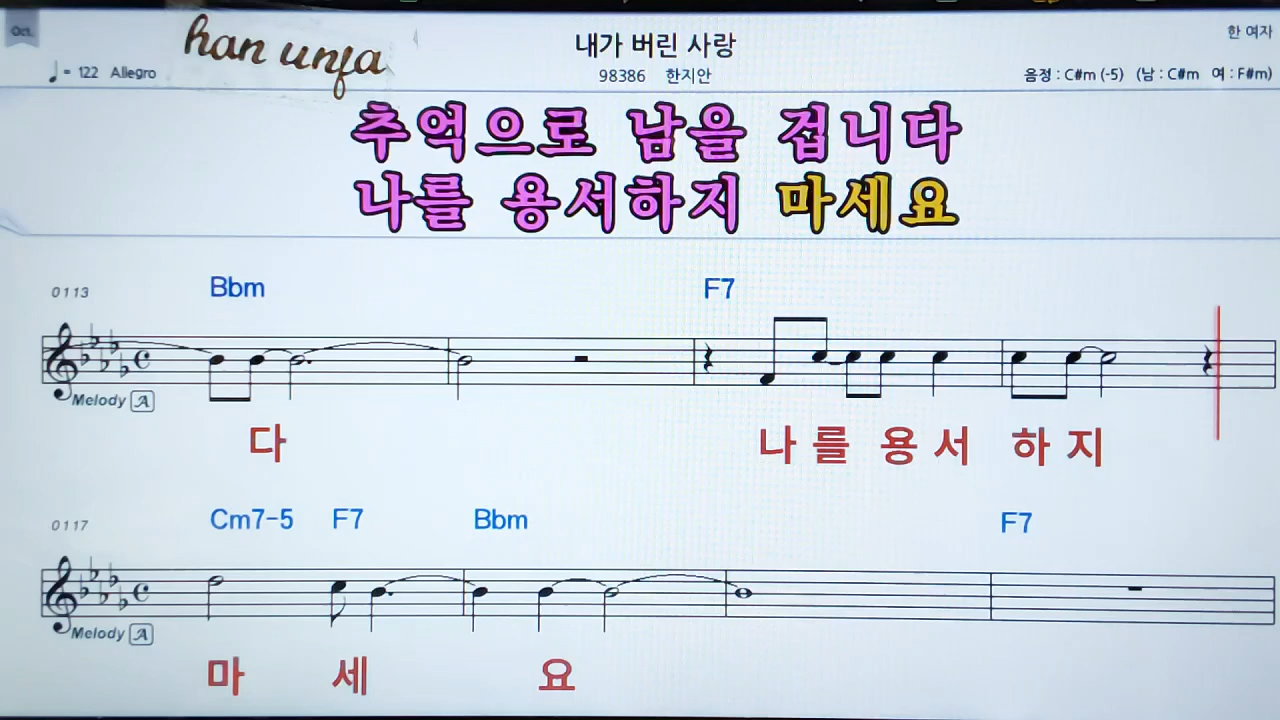 Oct.
han unfa
내가 버린 사랑
한 여자
♩= 122 Allegro
98386 한지안
음정 : C#m (-5) (남 : C#m 여 : F#m)
추억으로 남을 겁니다
나를 용서하지 마세요
0113 Bbm F7
Melody A
다 나 를 용 서 하 지
0117 Cm7-5 F7 Bbm F7
Melody A
마 세 요